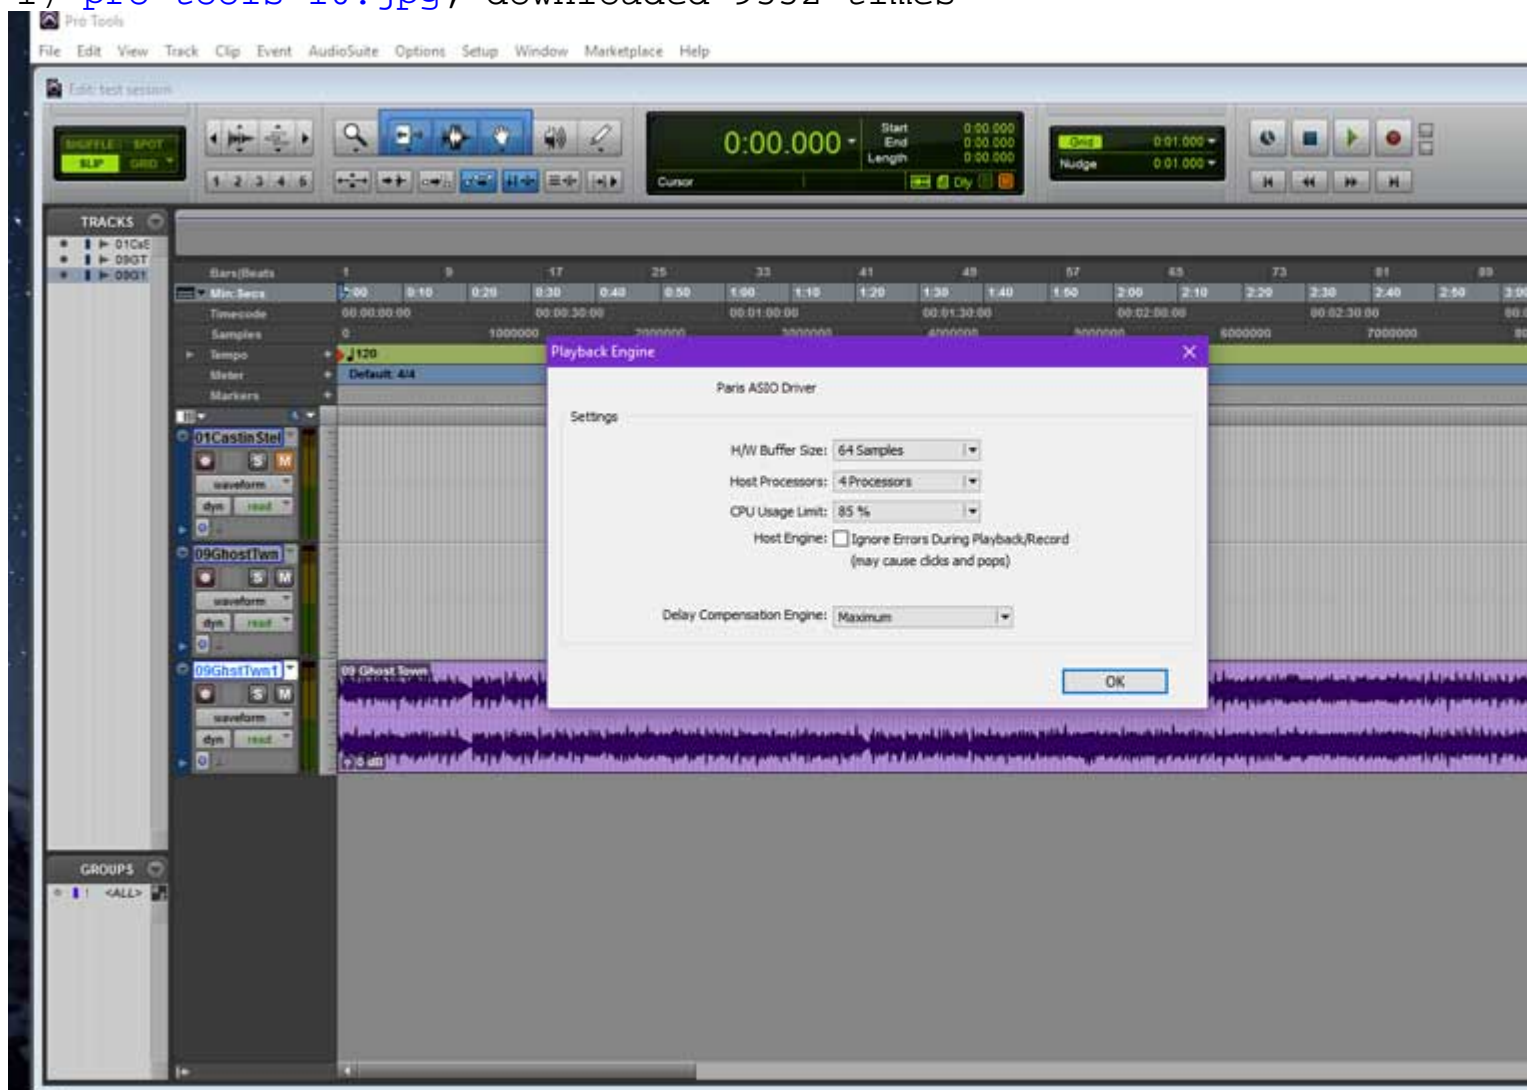 Pro Tools
File Edit View Track Clip Event AudioSuite Options Setup Window Marketplace Help
Edit: test session
SHUFFLE SPOT
SLIP GRID
1 2 3 4 5
0:00.000
Start 0:00.000
End 0:00.000
Length 0:00.000
Cursor
Dly
Grid 0:01.000
Nudge 0:01.000
TRACKS
01CsS
09GT
09G1
Bars|Beats 1 9 17 25 33 41 49 57 65 73 81 89
Min:Secs 0:00 0:10 0:20 0:30 0:40 0:50 1:00 1:10 1:20 1:30 1:40 1:50 2:00 2:10 2:20 2:30 2:40 2:50 3:00
Timecode 00:00:00:00 00:00:30:00 00:01:00:00 00:01:30:00 00:02:00:00 00:02:30:00
Samples 0 1000000 2000000 3000000 4000000 5000000 6000000 7000000
Tempo 120
Meter Default: 4/4
Markers
Playback Engine
Paris ASIO Driver
Settings
H/W Buffer Size: 64 Samples
Host Processors: 4 Processors
CPU Usage Limit: 85 %
Host Engine: Ignore Errors During Playback/Record
(may cause clicks and pops)
Delay Compensation Engine: Maximum
OK
01CastinStel
S M
waveform
dyn read
09GhostTwn
S M
waveform
dyn read
09GhstTwn1
S M
waveform
dyn read
09 Ghost Town
0 dB
GROUPS
! <ALL>